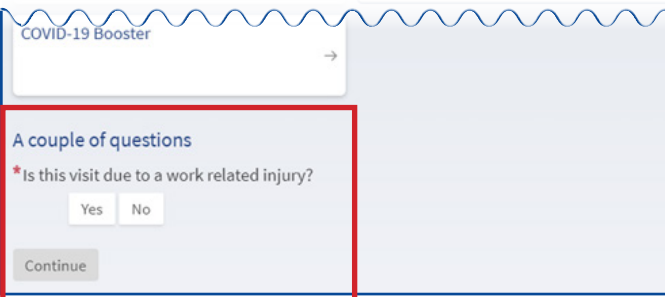 COVID-19 Booster
→
A couple of questions
*Is this visit due to a work related injury?
Yes No
Continue